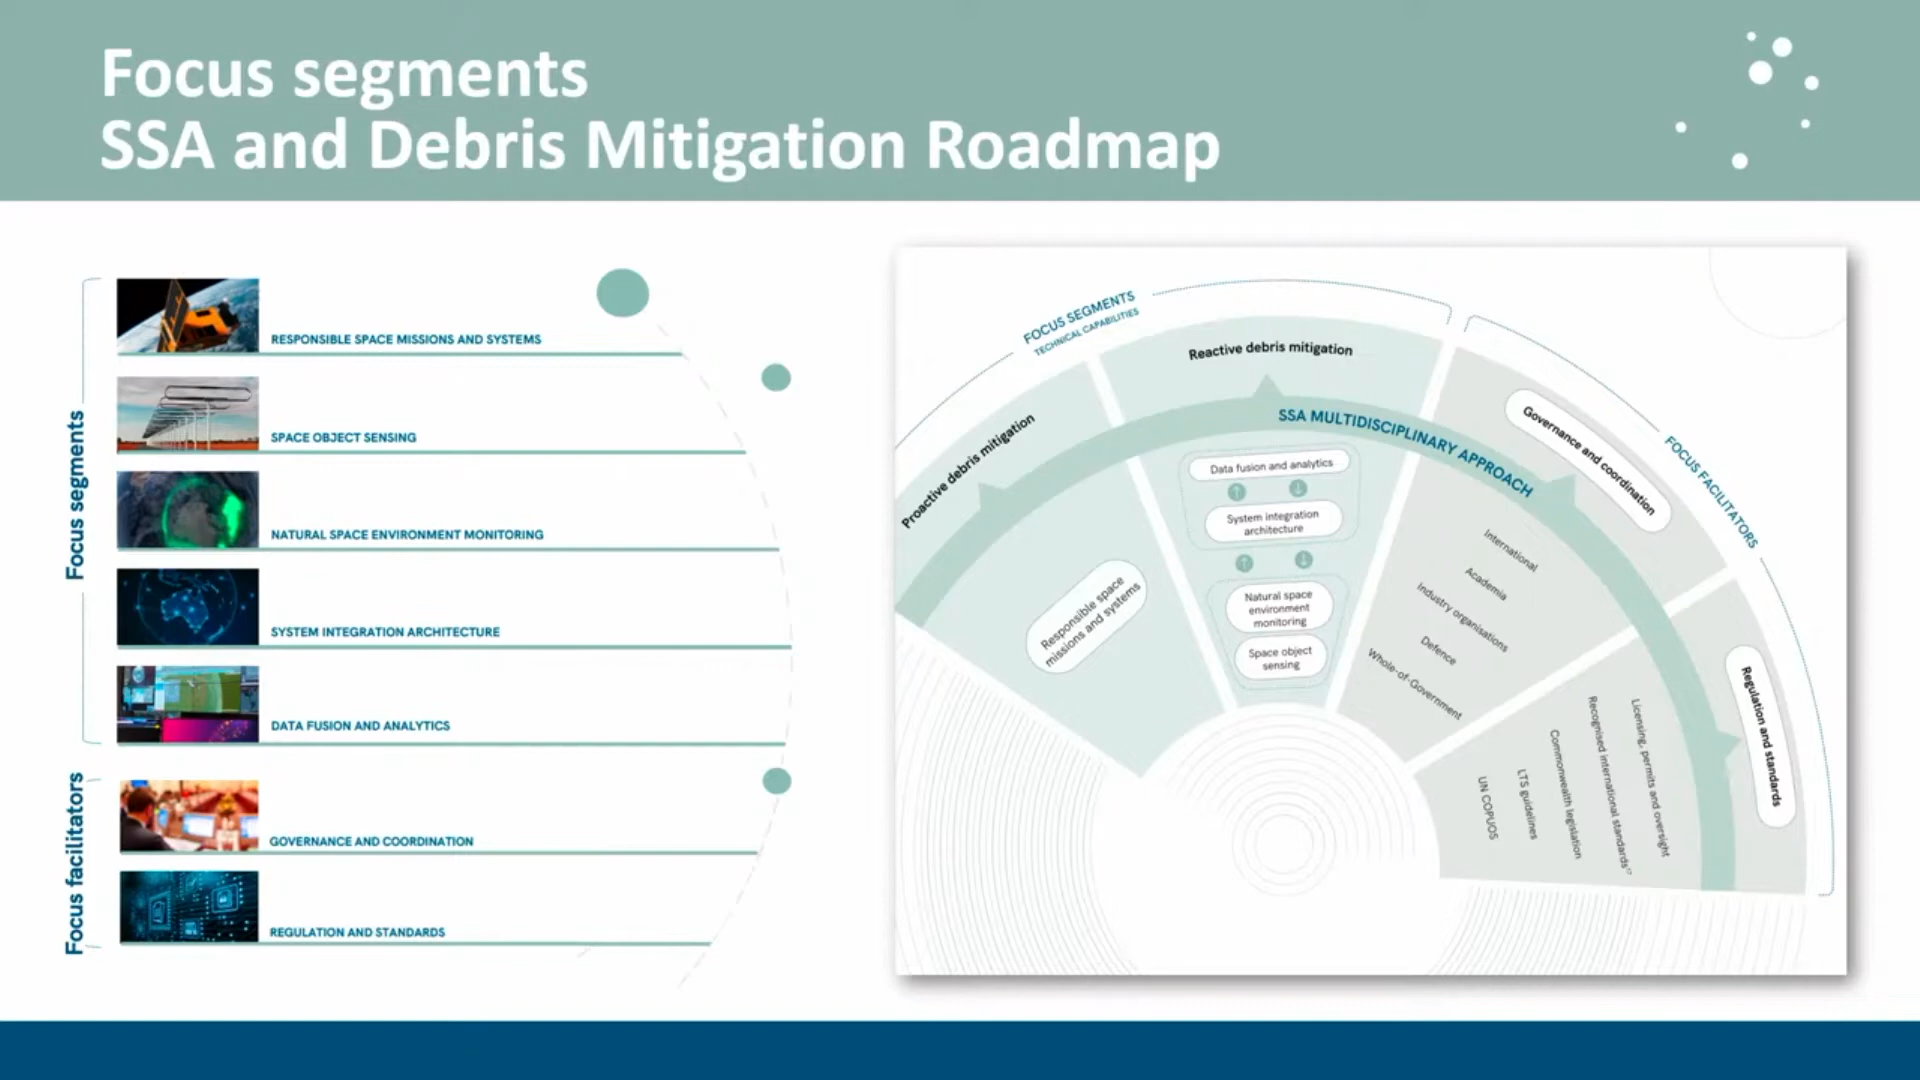 Focus segments
SSA and Debris Mitigation Roadmap
Focus segments
RESPONSIBLE SPACE MISSIONS AND SYSTEMS
SPACE OBJECT SENSING
NATURAL SPACE ENVIRONMENT MONITORING
SYSTEM INTEGRATION ARCHITECTURE
DATA FUSION AND ANALYTICS
Focus facilitators
GOVERNANCE AND COORDINATION
REGULATION AND STANDARDS
FOCUS SEGMENTS
TECHNICAL CAPABILITIES
Proactive debris mitigation
Responsible space
missions and systems
Reactive debris mitigation
SSA MULTIDISCIPLINARY APPROACH
Data fusion and analytics
System integration
architecture
Natural space
environment
monitoring
Space object
sensing
FOCUS FACILITATORS
Governance and coordination
International
Academia
Industry organisations
Defence
Whole-of-Government
Regulation and standards
Licensing, permits and oversight
Recognised international standards¹⁷
Commonwealth legislation
LTS guidelines
UN COPUOS